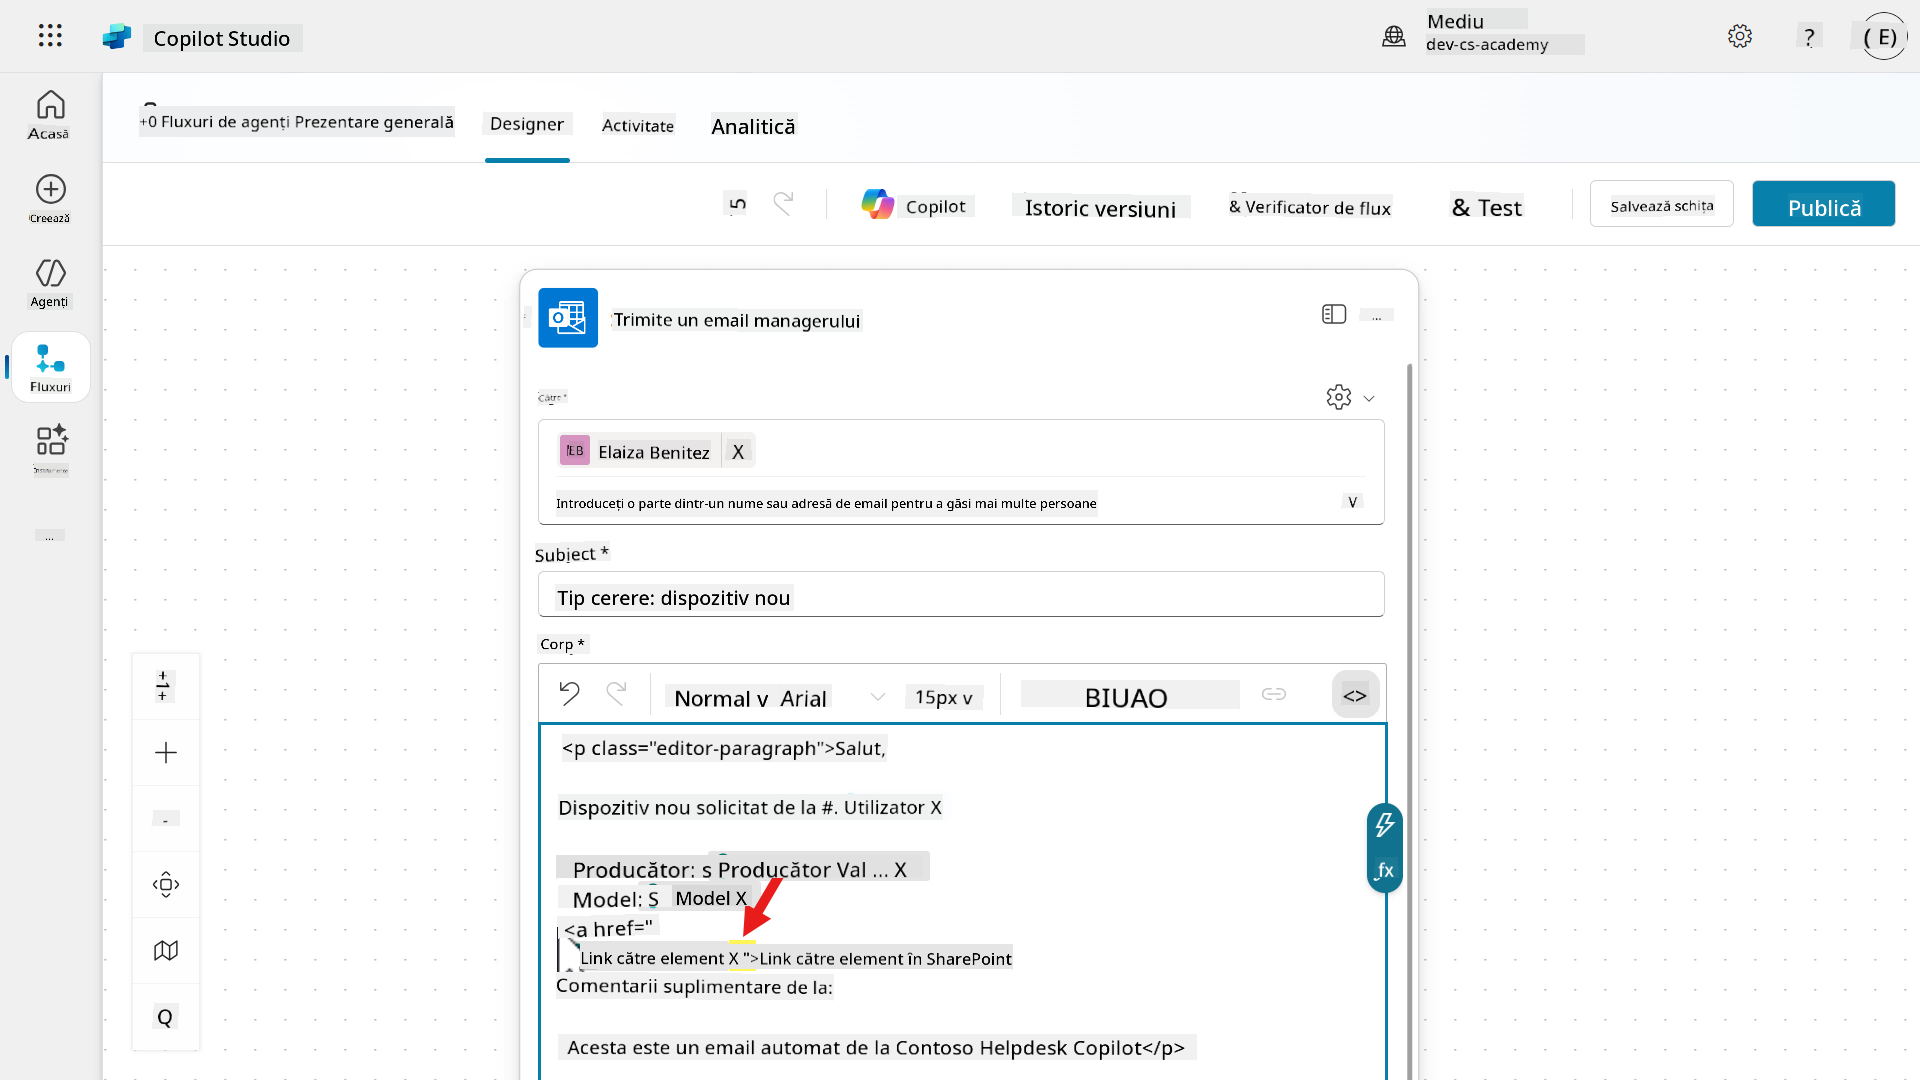 Copilot Studio
Mediu
dev-cs-academy
?
( E)
Acasă
Creează
Agenți
Fluxuri
...
+0 Fluxuri de agenți Prezentare generală
Designer
Activitate
Analitică
Copilot
Istoric versiuni
& Verificator de flux
& Test
Salvează schița
Publică
Trimite un email managerului
...
Către *
EB
Elaiza Benitez
X
Introduceți o parte dintr-un nume sau adresă de email pentru a găsi mai multe persoane
V
Subject *
Tip cerere: dispozitiv nou
Corp *
Normal v Arial
15px v
BIUAO
<>
<p class="editor-paragraph">Salut,
Dispozitiv nou solicitat de la #. Utilizator X
Producător: s Producător Val ... X
Model: S Model X
<a href="
Link către element X ">Link către element în SharePoint
Comentarii suplimentare de la:
Acesta este un email automat de la Contoso Helpdesk Copilot</p>
fx
Q